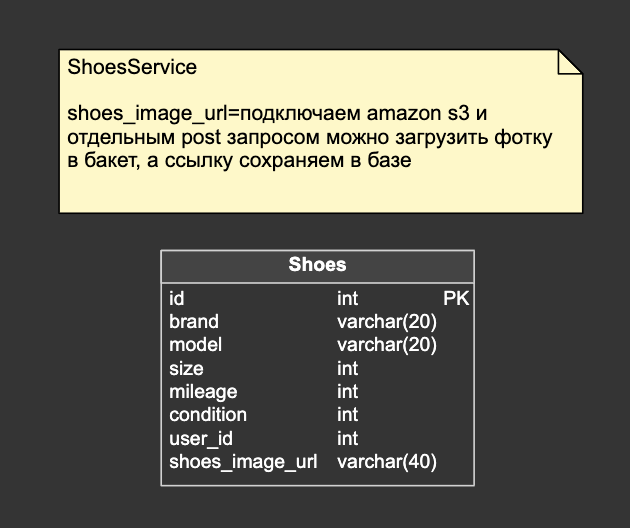 ShoesService
shoes_image_url=подключаем amazon s3 и
отдельным post запросом можно загрузить фотку
в бакет, а ссылку сохраняем в базе
Shoes
id int PK
brand varchar(20)
model varchar(20)
size int
mileage int
condition int
user_id int
shoes_image_url varchar(40)